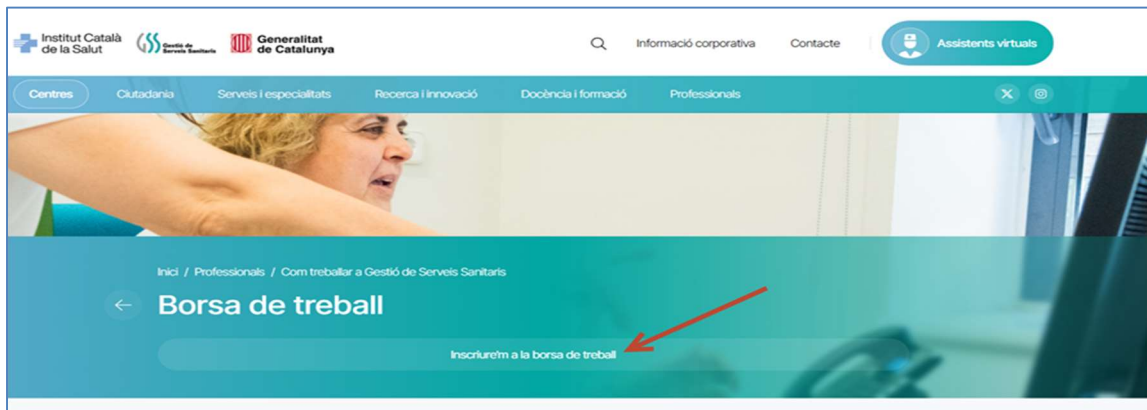 Institut Català
de la Salut
Gestió de
Serveis Sanitaris
Generalitat
de Catalunya
Informació corporativa
Contacte
Assistents virtuals
Centres
Ciutadania
Serveis i especialitats
Recerca i innovació
Docència i formació
Professionals
Inici / Professionals / Com treballar a Gestió de Serveis Sanitaris
Borsa de treball
Inscriure'm a la borsa de treball